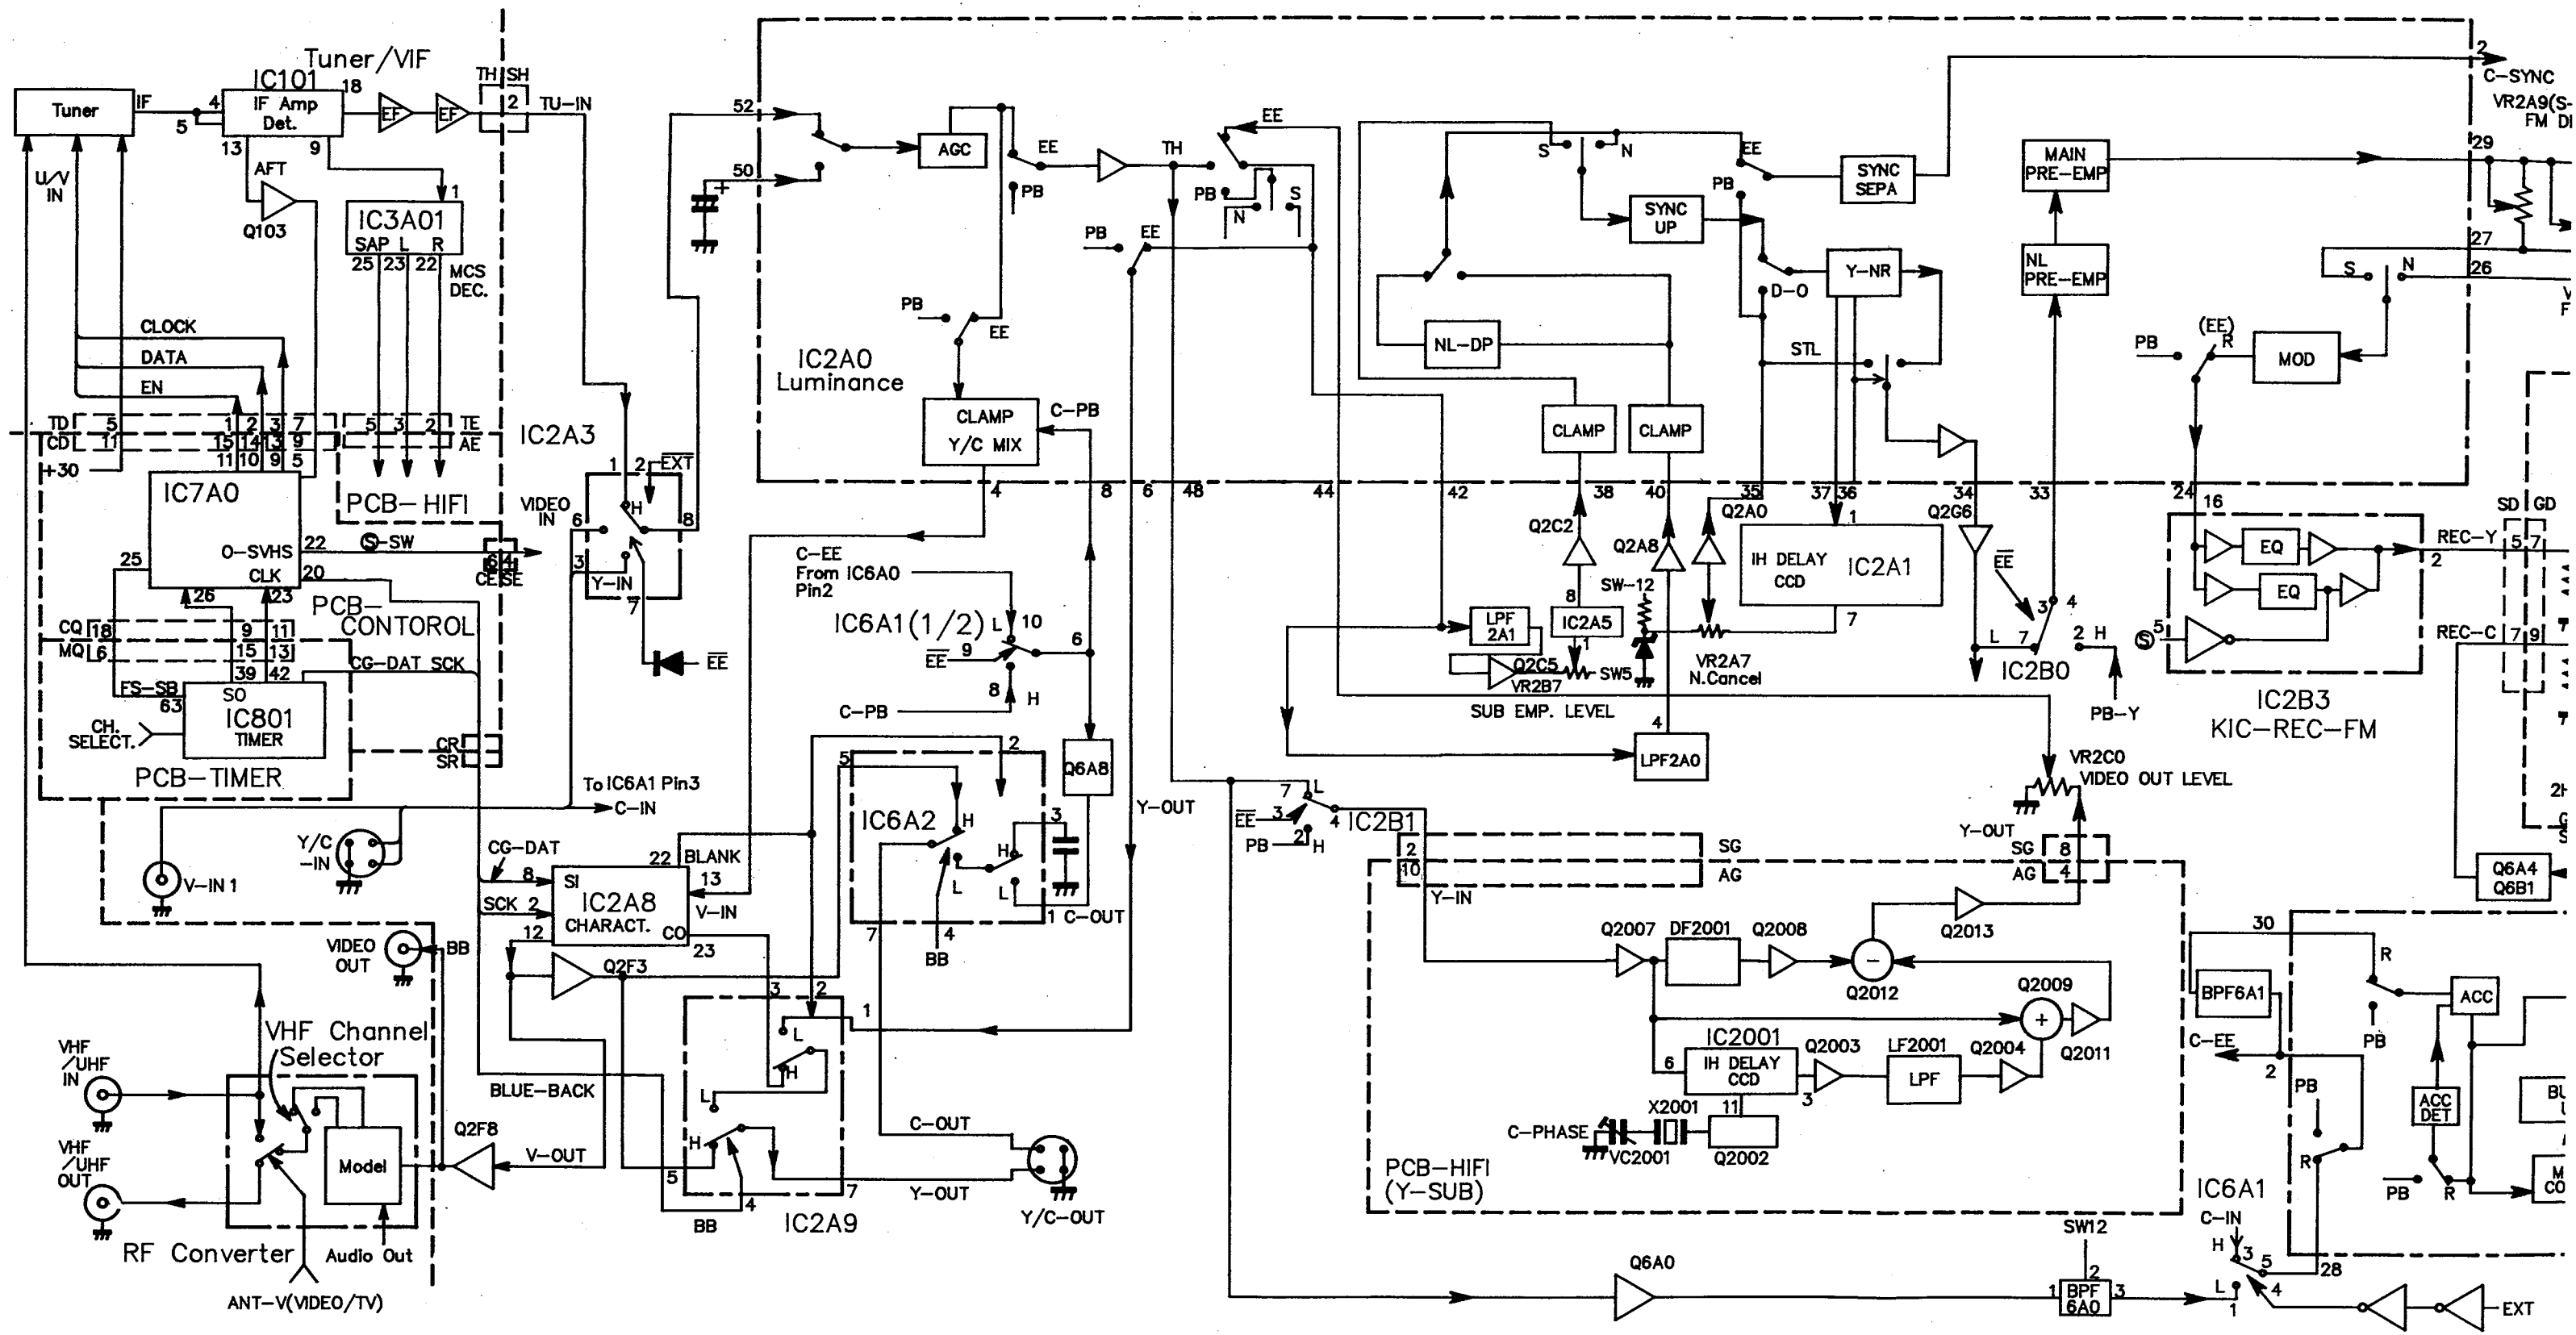 Tuner/VIF
IC101
18
Tuner
IF
4
5
IF Amp
Det.
EF
EF
TH
SH
2
TU-IN
13
9
AFT
Q103
U/V
IN
1
IC3A01
SAP L R
25 23 22
MCS
DEC.
CLOCK
DATA
EN
TD
5
1 2 3 7
CD
11
15 14 13 9
5 3 2
TE
AE
+30
11 10 9 5
IC7A0
PCB-HIFI
O-SVHS
22
Ⓢ-SW
6 4
CE SE
25
CLK
20
26
23
PCB-
CONTOROL
CQ
18
9 11
MQ
6
15 13
39 42
CG-DAT SCK
FS-SB
63
SO
IC801
TIMER
CH.
SELECT.
PCB-TIMER
CR
SR
IC2A3
1 2
EXT
VIDEO
IN
6
H
8
3
Y-IN
7
EE
To IC6A1 Pin3
C-IN
Y/C
-IN
V-IN 1
VIDEO
OUT
BB
CG-DAT
22
BLANK
8
SI
13
IC2A8
V-IN
SCK 2
CHARACT.
CO
12
23
Q2F3
VHF
/UHF
IN
VHF Channel
Selector
VHF
/UHF
OUT
Model
Q2F8
V-OUT
BLUE-BACK
RF Converter
Audio Out
ANT-V(VIDEO/TV)
3 2
1
L
H
L
H
5
4
7
BB
IC2A9
C-OUT
Y-OUT
Y/C-OUT
52
50
+
AGC
EE
PB
TH
EE
PB
N
S
PB
EE
PB
EE
IC2A0
Luminance
CLAMP
Y/C MIX
C-PB
4
8
6
48
44
42
38
40
35
37 36
34
33
24
C-EE
From IC6A0
Pin2
IC6A1(1/2)
L
10
EE
9
6
8
H
C-PB
2
5
Q6A8
IC6A2
H
3
H
L
L
1 C-OUT
7
4
BB
Y-OUT
S
N
EE
PB
SYNC
SEPA
SYNC
UP
D-O
Y-NR
NL-DP
STL
CLAMP
CLAMP
MAIN
PRE-EMP
NL
PRE-EMP
2
C-SYNC
VR2A9(S-
FM DI
29
27
26
S
N
(EE)
PB
R
MOD
Q2C2
Q2A8
Q2A0
1
IH DELAY
CCD
IC2A1
7
Q2G6
16
EQ
EQ
Ⓢ
5
2
REC-Y
REC-C
SD
GD
5 7
7 9
IC2B3
KIC-REC-FM
EE
3
4
L
7
2 H
IC2B0
PB-Y
SW-12
8
LPF
2A1
IC2A5
1
Q2C5
VR2B7
SW5
VR2A7
N.Cancel
SUB EMP. LEVEL
4
LPF2A0
VR2C0
VIDEO OUT LEVEL
7
L
EE
3
4
IC2B1
PB
2
H
Y-OUT
2
SG
10
AG
SG
8
AG
4
Y-IN
Q2007
DF2001
Q2008
Q2013
−
Q2012
Q2009
+
Q2011
IC2001
6
IH DELAY
CCD
3
Q2003
LF2001
LPF
Q2004
11
X2001
C-PHASE
VC2001
Q2002
PCB-HIFI
(Y-SUB)
Q6A0
SW12
2
1
BPF
6A0
3
IC6A1
C-IN
H
3
5
28
L
1
4
EXT
30
R
BPF6A1
PB
ACC
C-EE
2
PB
ACC
DET
R
PB
R
Q6A4
Q6B1
2H